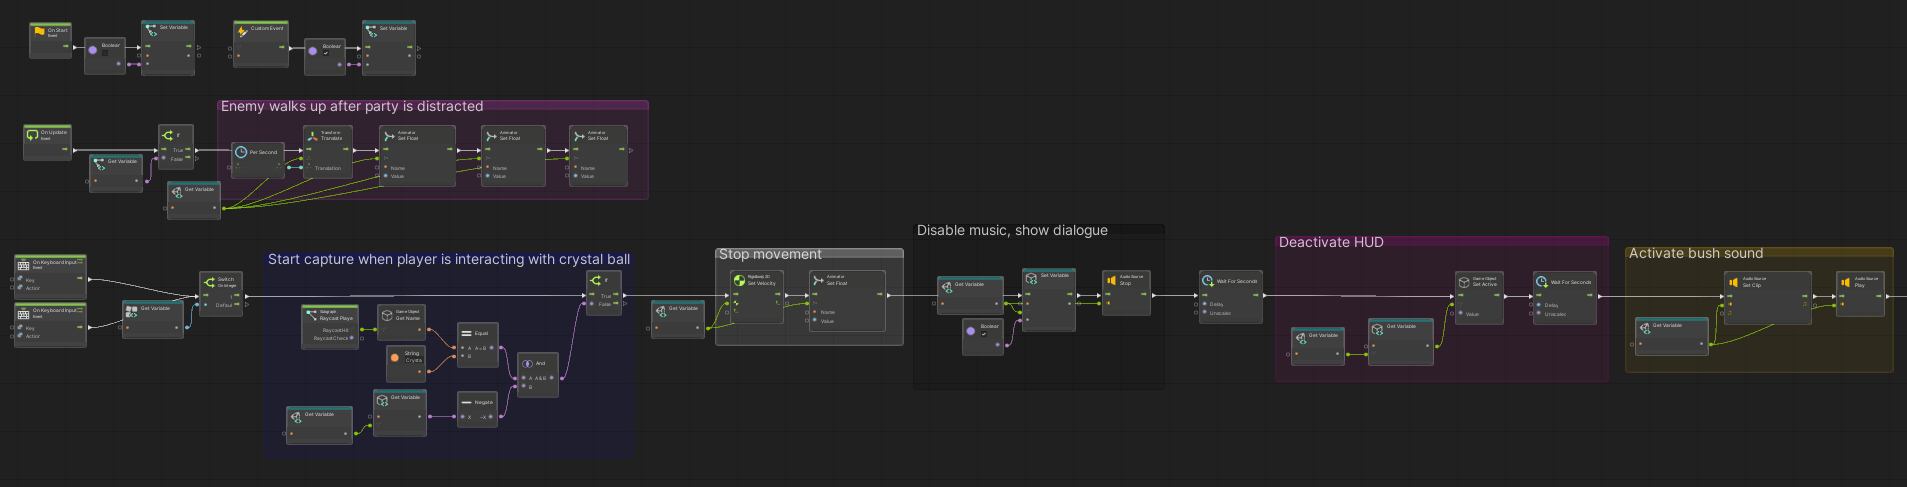 On Start
Event
Boolean
Set Variable
Custom Event
Boolean
Set Variable
Enemy walks up after party is distracted
On Update
Event
Get Variable
If
True
False
Get Variable
Per Second
Transform
Translate
Translation
Animator
Set Float
Name
Value
Animator
Set Float
Name
Value
Animator
Set Float
Name
Value
On Keyboard Input
Event
Key
Action
On Keyboard Input
Event
Key
Action
Get Variable
Switch
On Integer
1
Default
Start capture when player is interacting with crystal ball
Subgraph
Raycast Playe
RaycastHit
RaycastCheck
Game Object
Get Name
String
Crysta
Equal
A A = B
B
And
A A & B
B
Get Variable
Get Variable
Negate
X ~X
If
True
False
Get Variable
Stop movement
Rigidbody 2D
Set Velocity
Animator
Set Float
Name
Value
Disable music, show dialogue
Get Variable
Boolean
Set Variable
Audio Source
Stop
Wait For Seconds
Delay
Unscaled
Deactivate HUD
Get Variable
Get Variable
Game Object
Set Active
Value
Wait For Seconds
Delay
Unscaled
Activate bush sound
Get Variable
Audio Source
Set Clip
Audio Source
Play